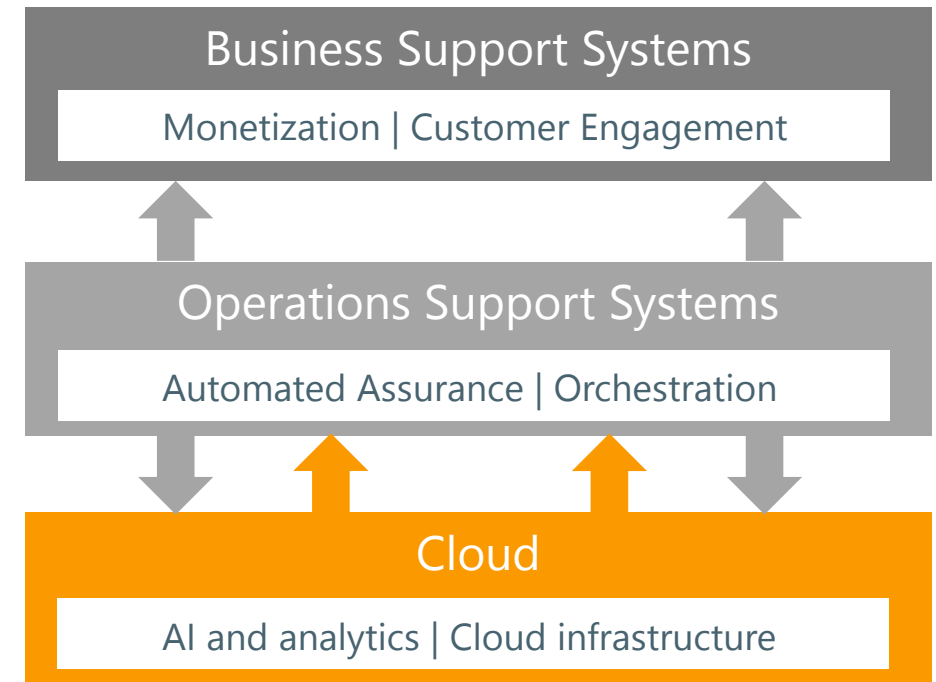 Business Support Systems
Monetization | Customer Engagement
Operations Support Systems
Automated Assurance | Orchestration
Cloud
AI and analytics | Cloud infrastructure